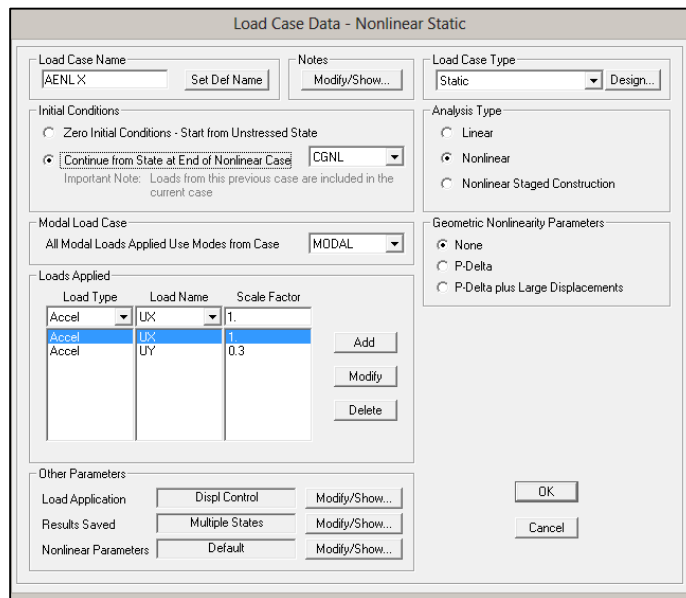 Load Case Data - Nonlinear Static
Load Case Name
AENL X
Set Def Name
Notes
Modify/Show...
Load Case Type
Static
Design...
Initial Conditions
Zero Initial Conditions - Start from Unstressed State
Continue from State at End of Nonlinear Case
CGNL
Important Note: Loads from this previous case are included in the
current case
Analysis Type
Linear
Nonlinear
Nonlinear Staged Construction
Modal Load Case
All Modal Loads Applied Use Modes from Case
MODAL
Geometric Nonlinearity Parameters
None
P-Delta
P-Delta plus Large Displacements
Loads Applied
Load Type Load Name Scale Factor
Accel UX 1.
Accel UX 1.
Accel UY 0.3
Add
Modify
Delete
Other Parameters
Load Application Displ Control Modify/Show...
Results Saved Multiple States Modify/Show...
Nonlinear Parameters Default Modify/Show...
OK
Cancel